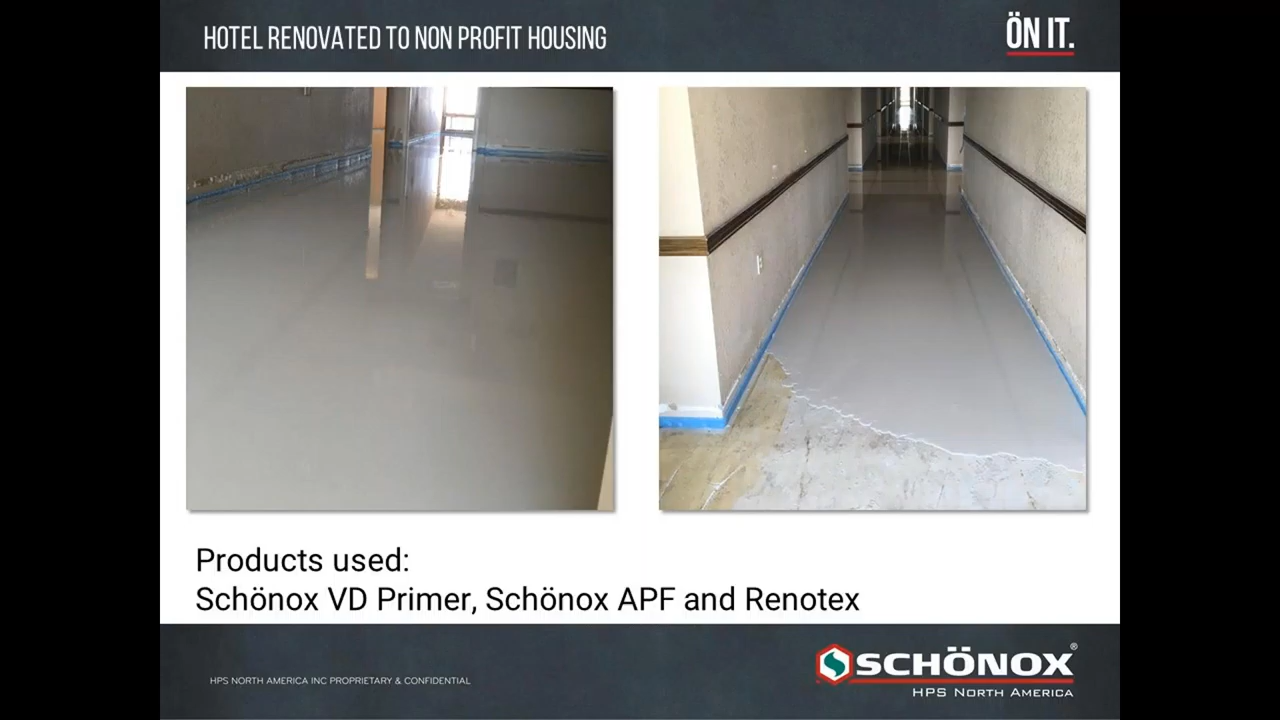 HOTEL RENOVATED TO NON PROFIT HOUSING
ÖN IT.
Products used:
Schönox VD Primer, Schönox APF and Renotex
HPS NORTH AMERICA INC PROPRIETARY & CONFIDENTIAL
SCHÖNOX®
HPS NORTH AMERICA